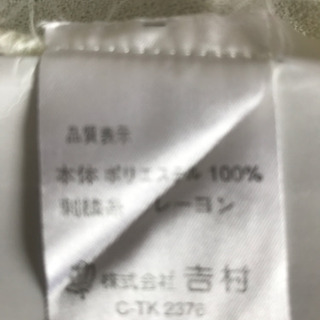 品質表示
本体 ポリエステル 100%
刺繍糸 レーヨン
株式会社 吉村
C-TK 2376